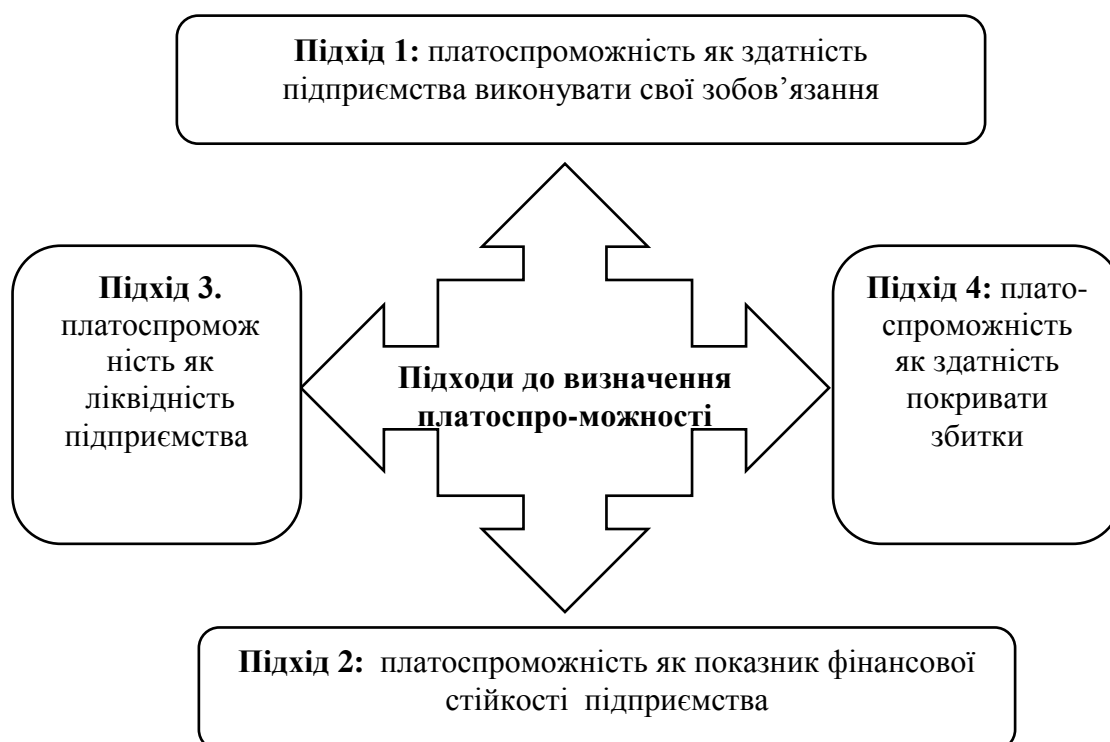 Підхід 1: платоспроможність як здатність
підприємства виконувати свої зобов’язання
Підхід 3.
платоспромож
ність як
ліквідність
підприємства
Підходи до визначення
платоспро-можності
Підхід 4: плато-
спроможність
як здатність
покривати
збитки
Підхід 2:  платоспроможність як показник фінансової
стійкості  підприємства